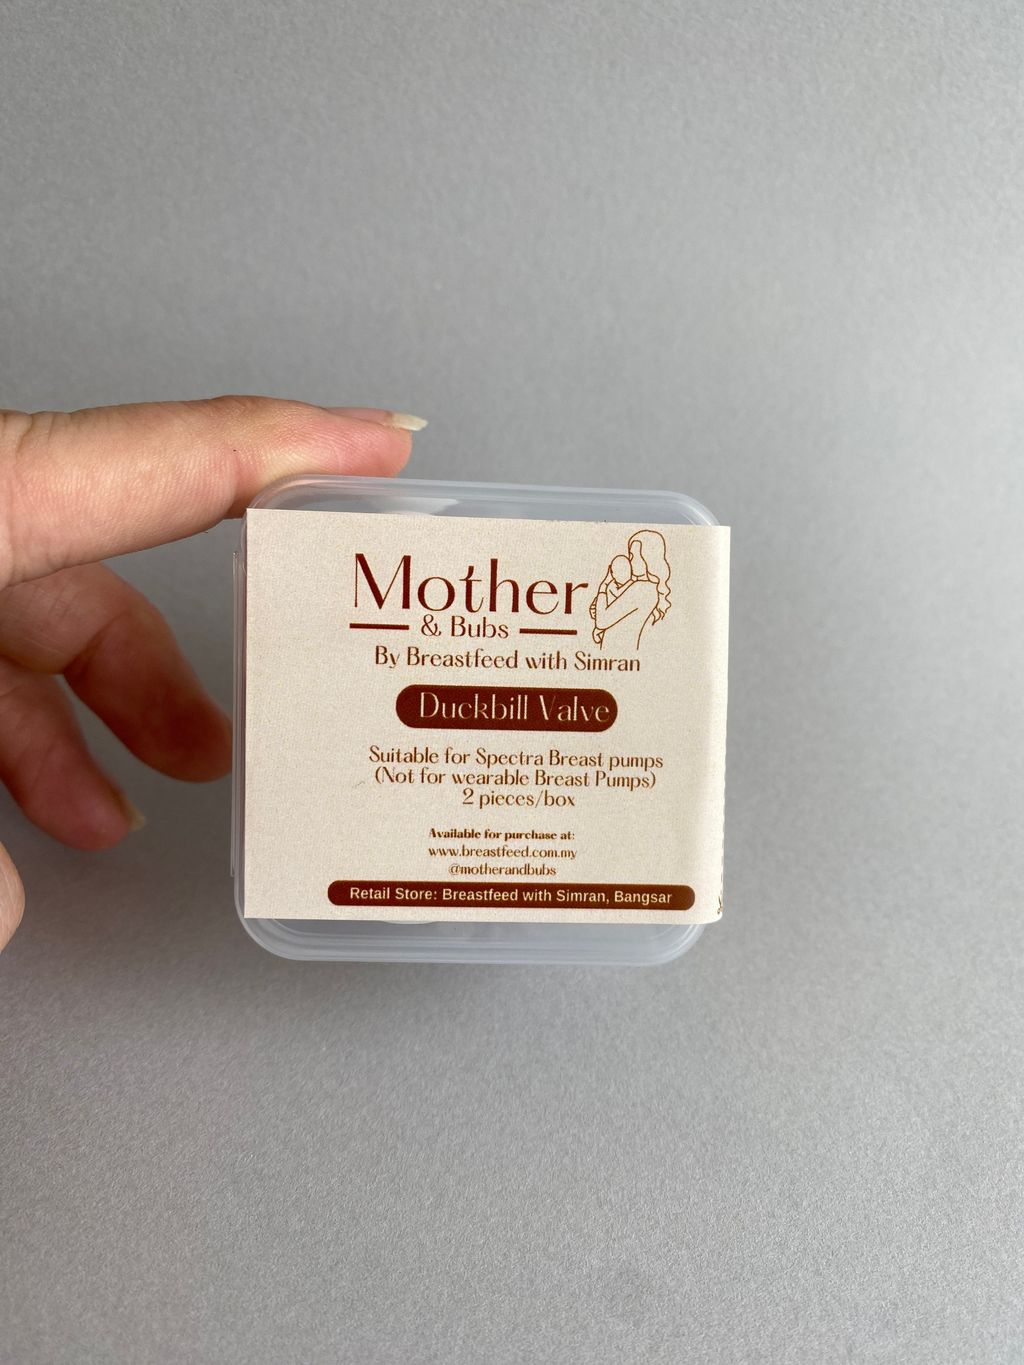 Mother
& Bubs
By Breastfeed with Simran
Duckbill Valve
Suitable for Spectra Breast pumps
(Not for wearable Breast Pumps)
2 pieces/box
Available for purchase at:
www.breastfeed.com.my
@motherandbubs
Retail Store: Breastfeed with Simran, Bangsar